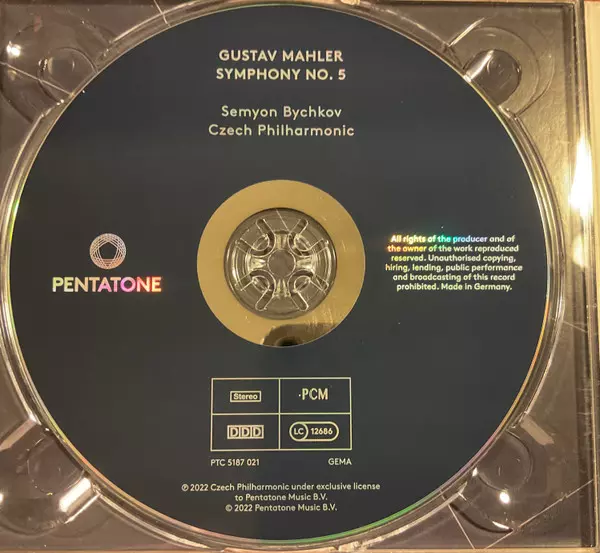 GUSTAV MAHLER
SYMPHONY NO. 5
Semyon Bychkov
Czech Philharmonic
PENTATONE
All rights of the producer and of
the owner of the work reproduced
reserved. Unauthorised copying,
hiring, lending, public performance
and broadcasting of this record
prohibited. Made in Germany.
Stereo
·PCM
DDD
LC 12686
PTC 5187 021
GEMA
℗ 2022 Czech Philharmonic under exclusive license
to Pentatone Music B.V.
© 2022 Pentatone Music B.V.